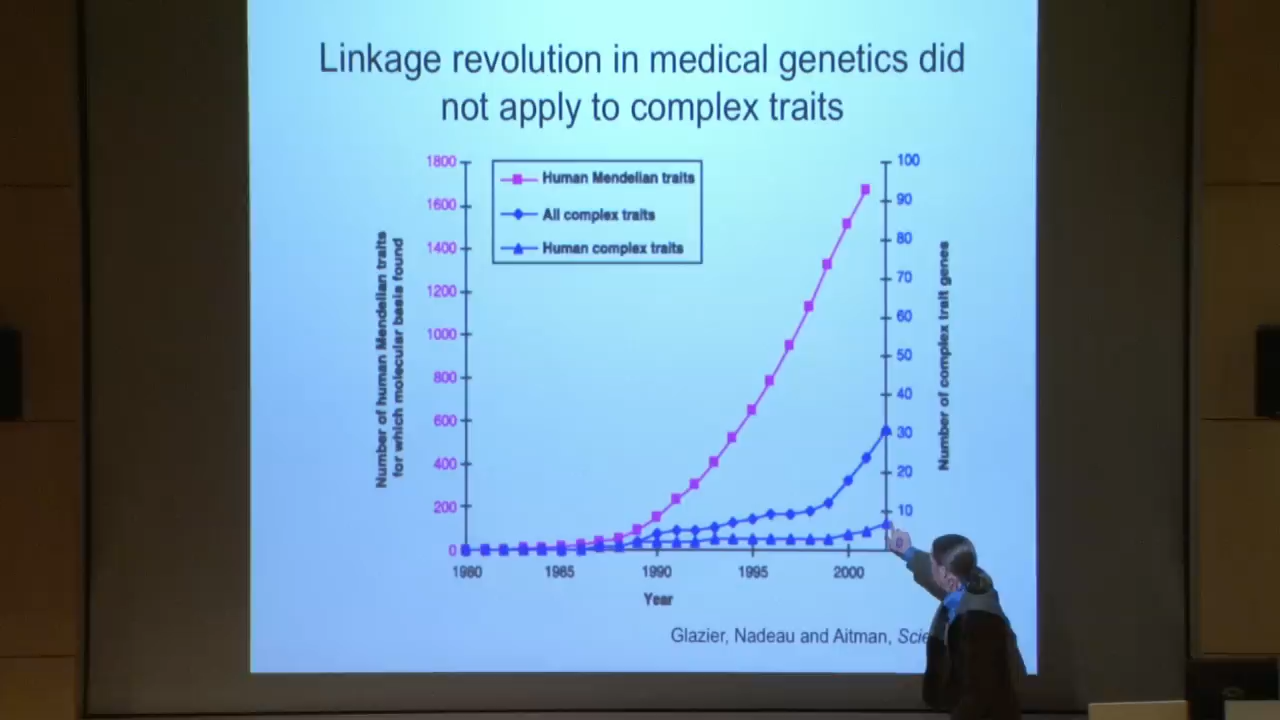 Linkage revolution in medical genetics did
not apply to complex traits
1800
1600
1400
1200
1000
800
600
400
200
0
Number of human Mendelian traits
for which molecular basis found
Human Mendelian traits
All complex traits
Human complex traits
100
90
80
70
60
50
40
30
20
10
0
Number of complex trait genes
1980
1985
1990
1995
2000
Year
Glazier, Nadeau and Aitman,